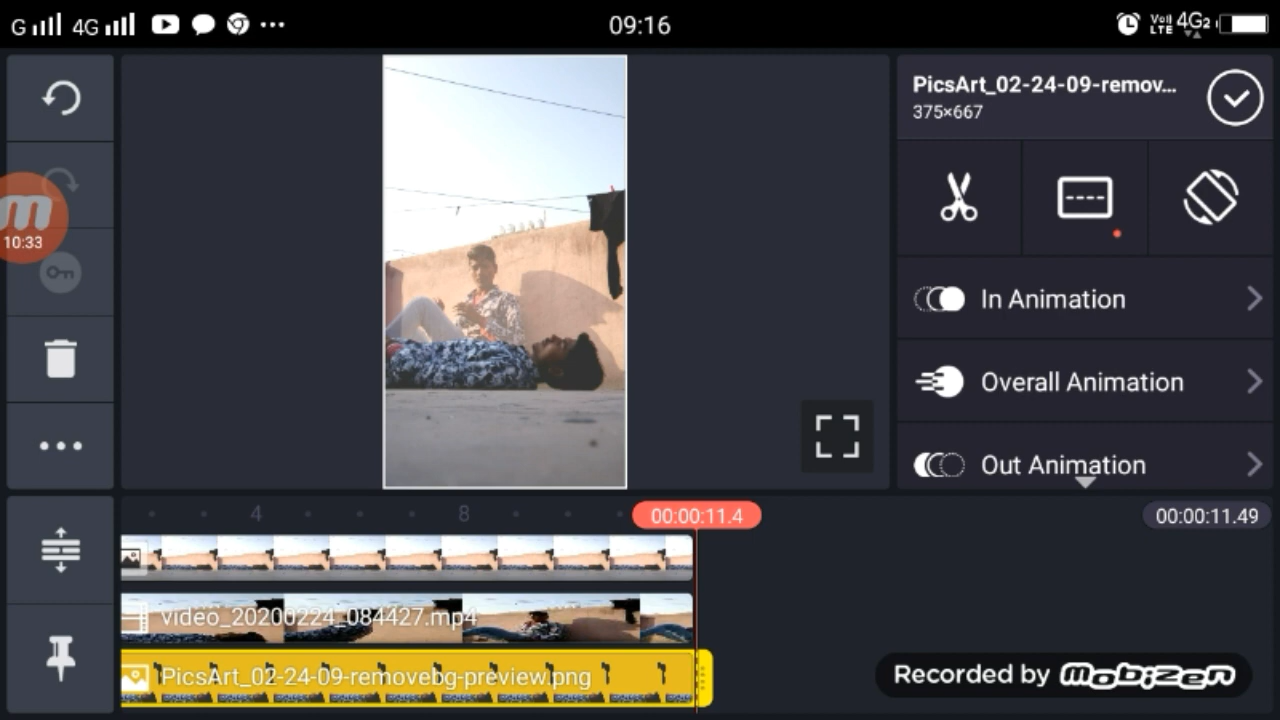 G 4G 09:16 VoII LTE 4G2
PicsArt_02-24-09-remov...
375×667
m
10:33
In Animation
Overall Animation
Out Animation
4 8 00:00:11.4 00:00:11.49
video_20200224_084427.mp4
PicsArt_02-24-09-removebg-preview.png
Recorded by mobizen